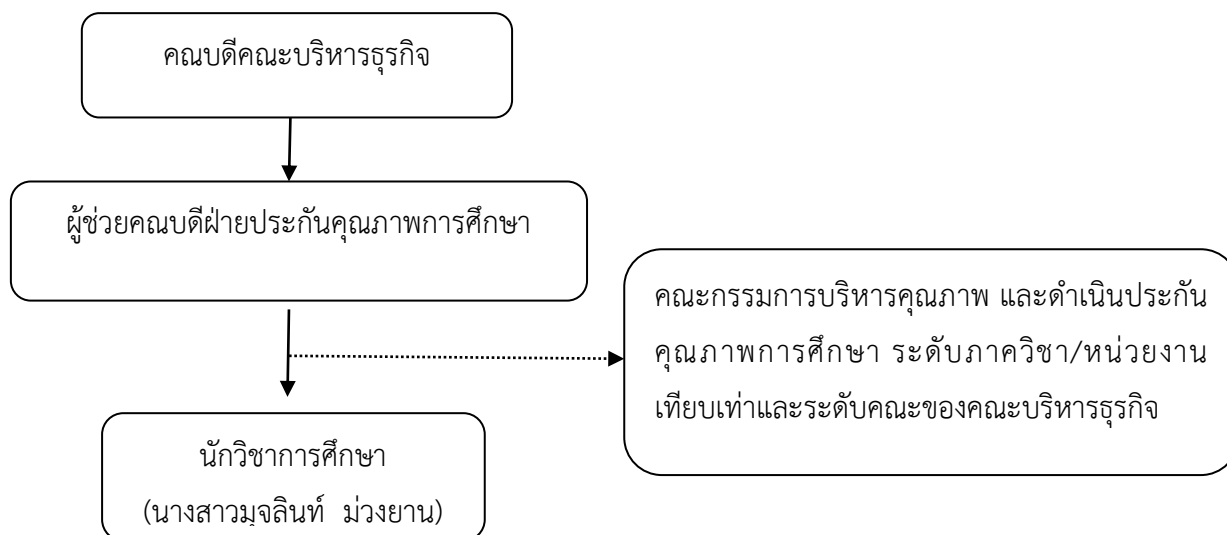 คณบดีคณะบริหารธุรกิจ
ผู้ช่วยคณบดีฝ่ายประกันคุณภาพการศึกษา
คณะกรรมการบริหารคุณภาพ และดำเนินประกัน
คุณภาพการศึกษา ระดับภาควิชา/หน่วยงาน
เทียบเท่าและระดับคณะของคณะบริหารธุรกิจ
นักวิชาการศึกษา
(นางสาวมุจลินท์ ม่วงยาน)